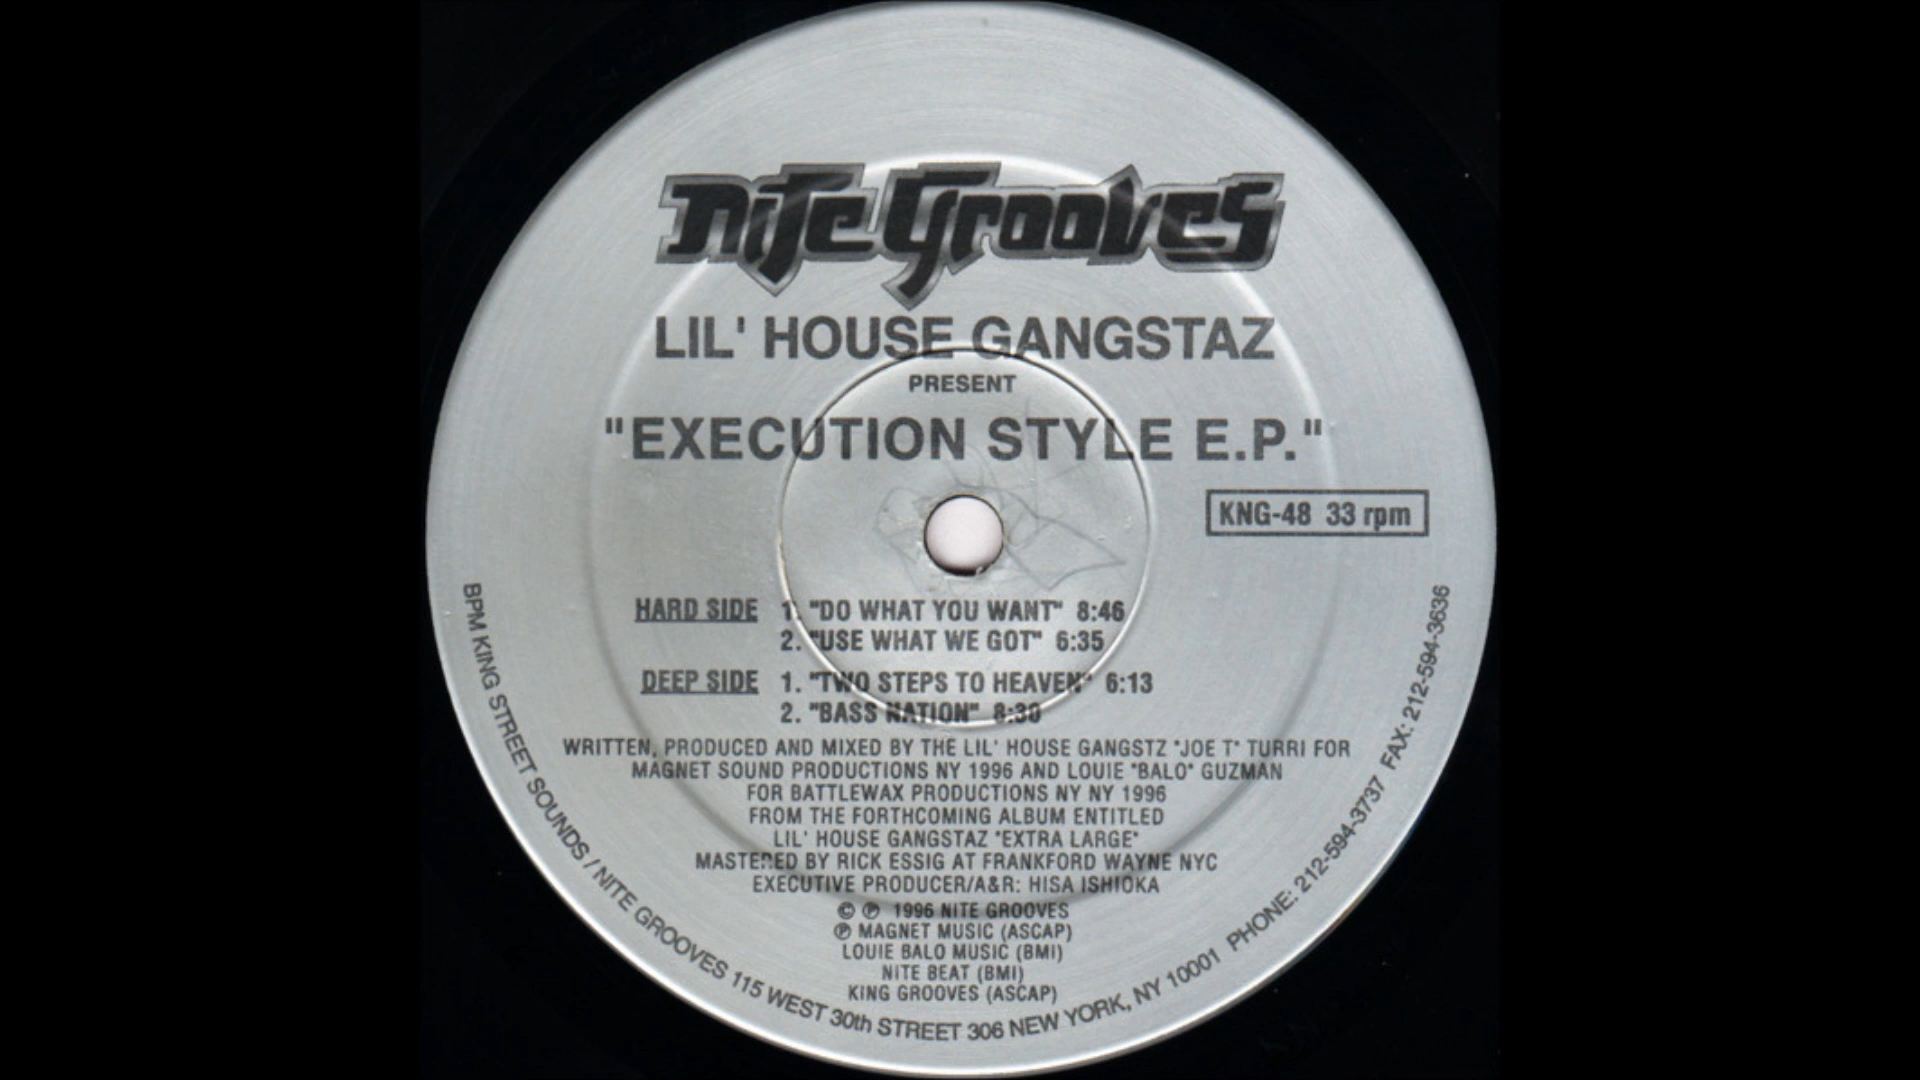 Nite Grooves
LIL' HOUSE GANGSTAZ
PRESENT
"EXECUTION STYLE E.P."
KNG-48 33 rpm
HARD SIDE 1. "DO WHAT YOU WANT" 8:46
2. "USE WHAT WE GOT" 6:35
DEEP SIDE 1. "TWO STEPS TO HEAVEN" 6:13
2. "BASS NATION" 8:30
WRITTEN, PRODUCED AND MIXED BY THE LIL' HOUSE GANGSTZ "JOE T" TURRI FOR
MAGNET SOUND PRODUCTIONS NY 1996 AND LOUIE "BALO" GUZMAN
FOR BATTLEWAX PRODUCTIONS NY NY 1996
FROM THE FORTHCOMING ALBUM ENTITLED
LIL' HOUSE GANGSTAZ "EXTRA LARGE"
MASTERED BY RICK ESSIG AT FRANKFORD WAYNE NYC
EXECUTIVE PRODUCER/A&R: HISA ISHIOKA
© ℗ 1996 NITE GROOVES
℗ MAGNET MUSIC (ASCAP)
LOUIE BALO MUSIC (BMI)
NITE BEAT (BMI)
KING GROOVES (ASCAP)
BPM KING STREET SOUNDS / NITE GROOVES 115 WEST 30th STREET 306 NEW YORK, NY 10001 PHONE: 212-594-3737 FAX: 212-594-3636